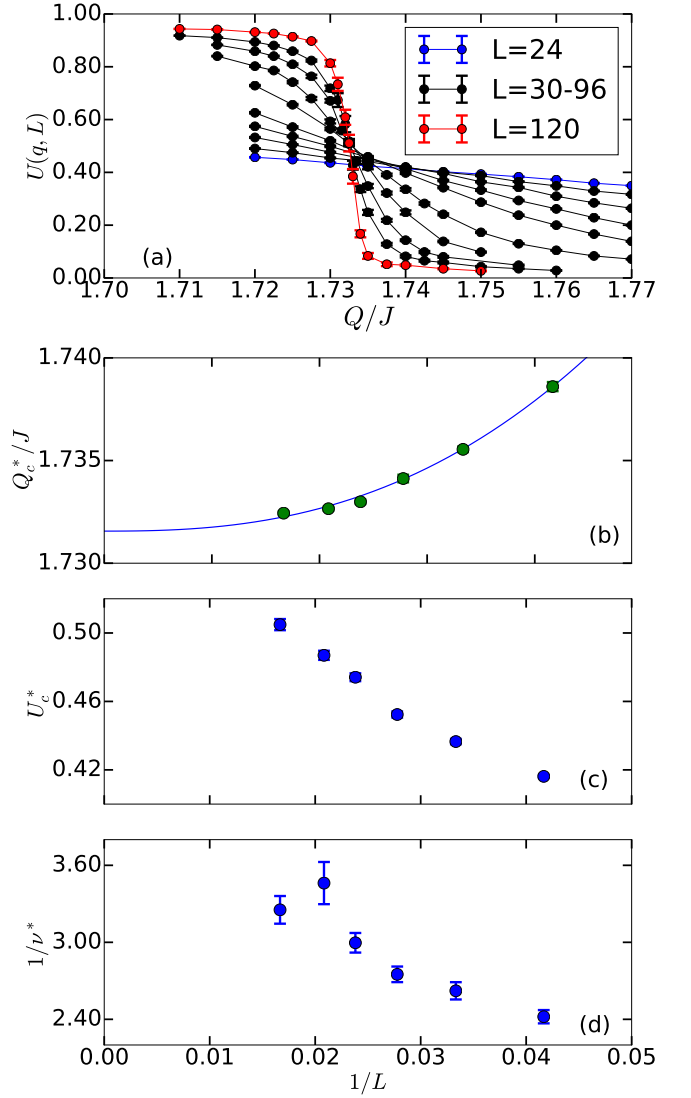 1.00
0.80
0.60
0.40
0.20
0.00
U(q, L)
L=24
L=30-96
L=120
(a)
1.70 1.71 1.72 1.73 1.74 1.75 1.76 1.77
Q/J
1.740
1.735
1.730
Q_c^*/J
(b)
0.50
0.46
0.42
U_c^*
(c)
3.60
3.00
2.40
1/ν^*
(d)
0.00 0.01 0.02 0.03 0.04 0.05
1/L